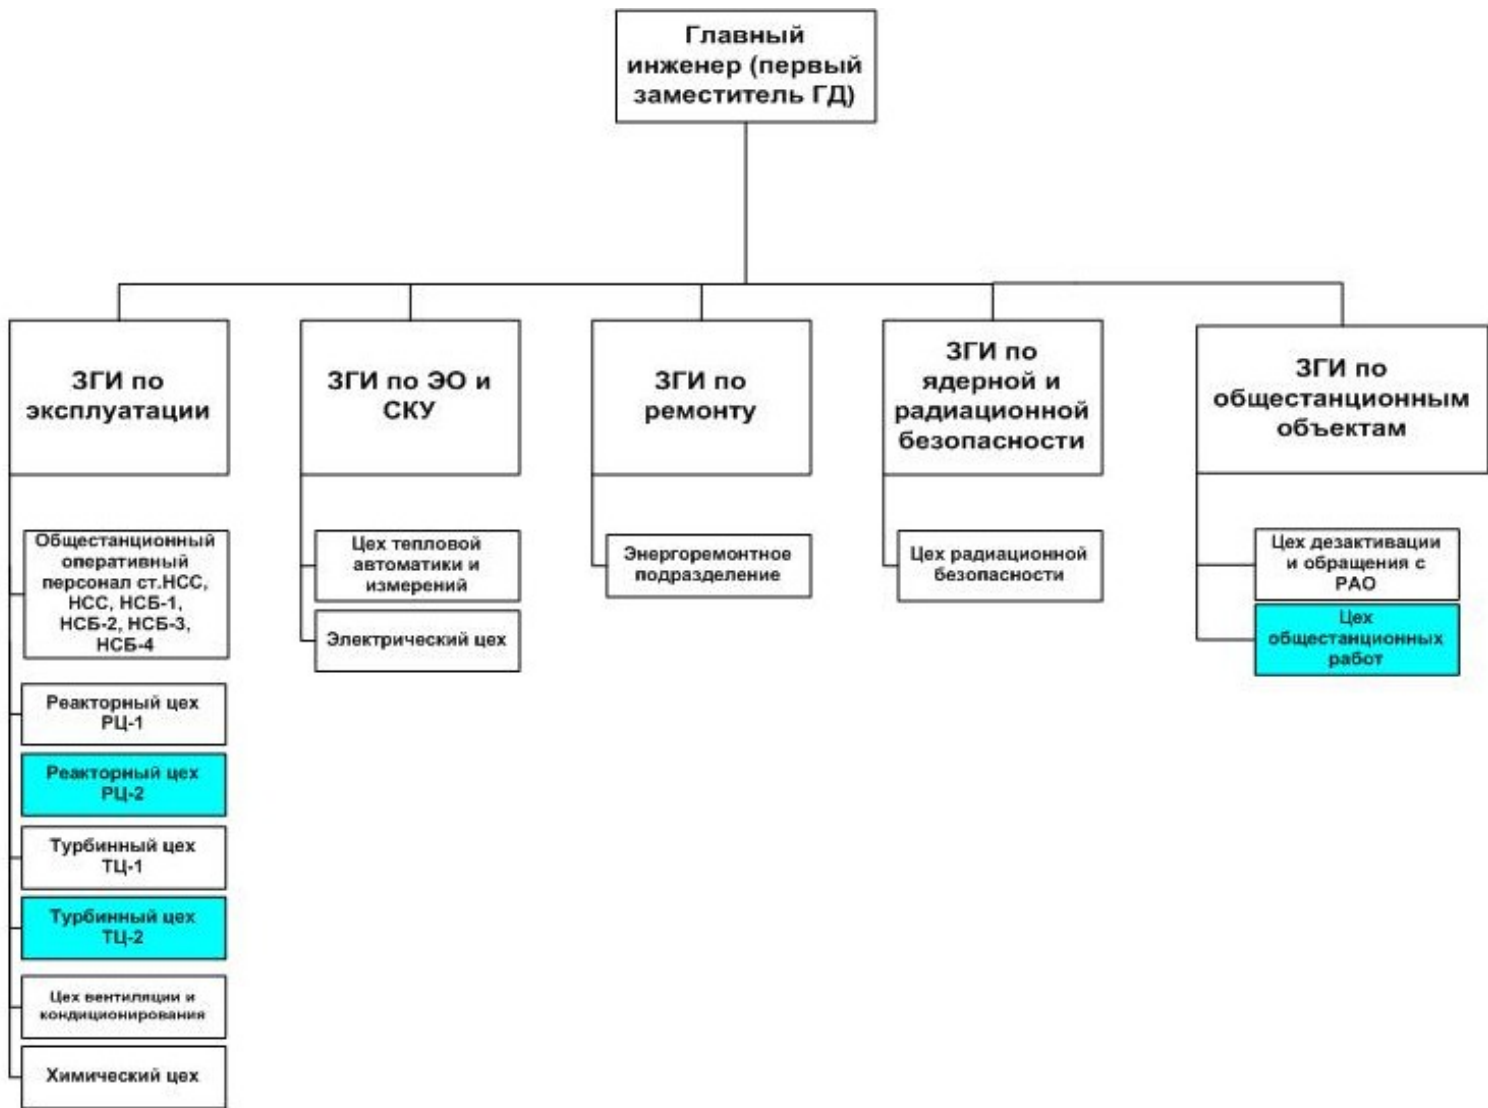 Главный
инженер (первый
заместитель ГД)
ЗГИ по
эксплуатации
ЗГИ по ЭО и
СКУ
ЗГИ по
ремонту
ЗГИ по
ядерной и
радиационной
безопасности
ЗГИ по
общестанционным
объектам
Общестанционный
оперативный
персонал ст.НСС,
НСС, НСБ-1,
НСБ-2, НСБ-3,
НСБ-4
Реакторный цех
РЦ-1
Реакторный цех
РЦ-2
Турбинный цех
ТЦ-1
Турбинный цех
ТЦ-2
Цех вентиляции и
кондиционирования
Химический цех
Цех тепловой
автоматики и
измерений
Электрический цех
Энергоремонтное
подразделение
Цех радиационной
безопасности
Цех дезактивации
и обращения с
РАО
Цех
общестанционных
работ